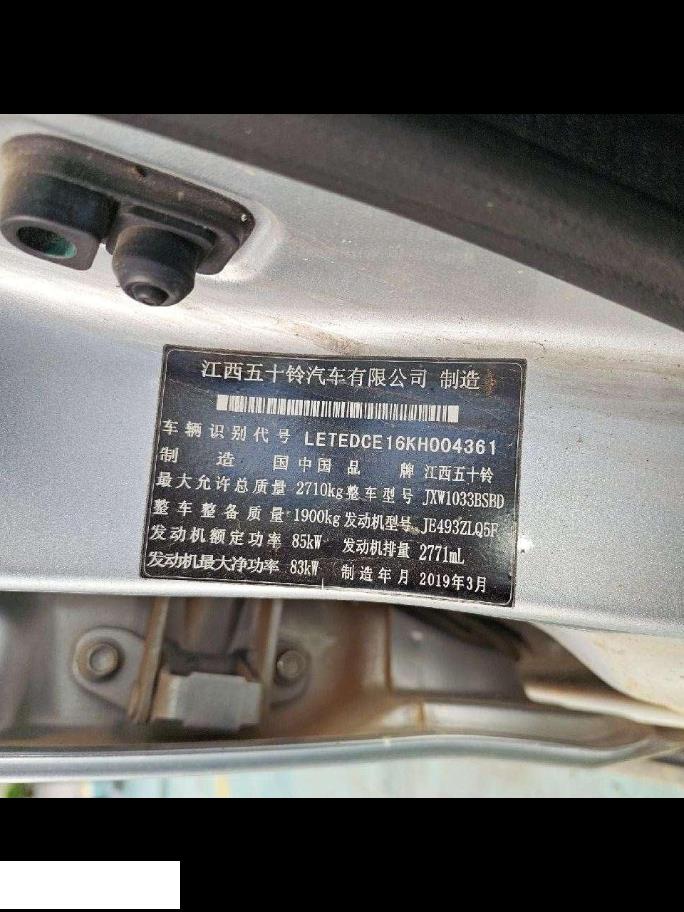 江西五十铃汽车有限公司 制造
车辆识别代号 LETEDCE16KH004361
制造国 中国 品牌 江西五十铃
最大允许总质量 2710kg 整车型号 JXW1033BSBD
整车整备质量 1900kg 发动机型号 JE493ZLQ5F
发动机额定功率 85kW 发动机排量 2771mL
发动机最大净功率 83kW 制造年月 2019年3月